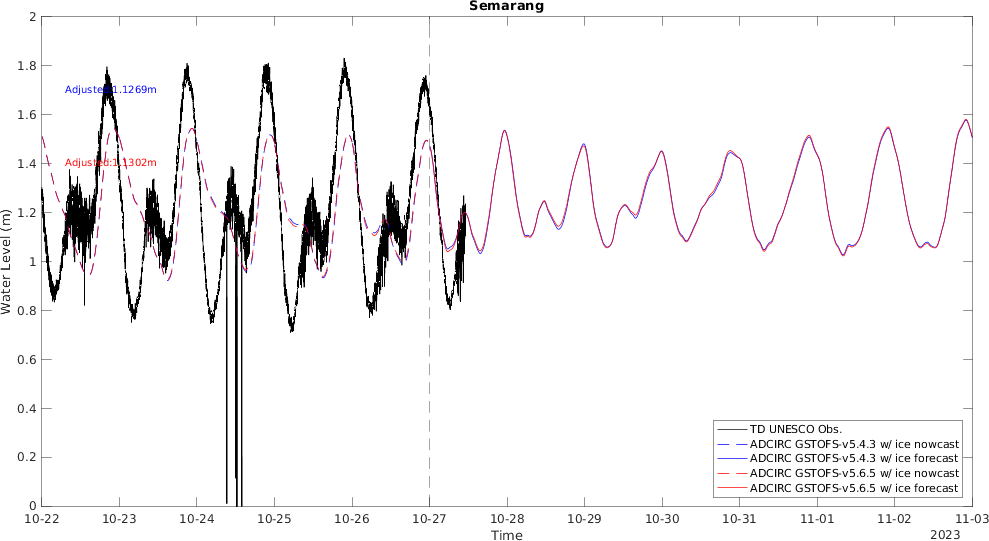 Semarang
Water Level (m)
2
1.8
1.6
1.4
1.2
1
0.8
0.6
0.4
0.2
0
Adjusted:1.1269m
Adjusted:1.1302m
TD UNESCO Obs.
ADCIRC GSTOFS-v5.4.3 w/ ice nowcast
ADCIRC GSTOFS-v5.4.3 w/ ice forecast
ADCIRC GSTOFS-v5.6.5 w/ ice nowcast
ADCIRC GSTOFS-v5.6.5 w/ ice forecast
10-22 10-23 10-24 10-25 10-26 10-27 10-28 10-29 10-30 10-31 11-01 11-02 11-03
Time
2023